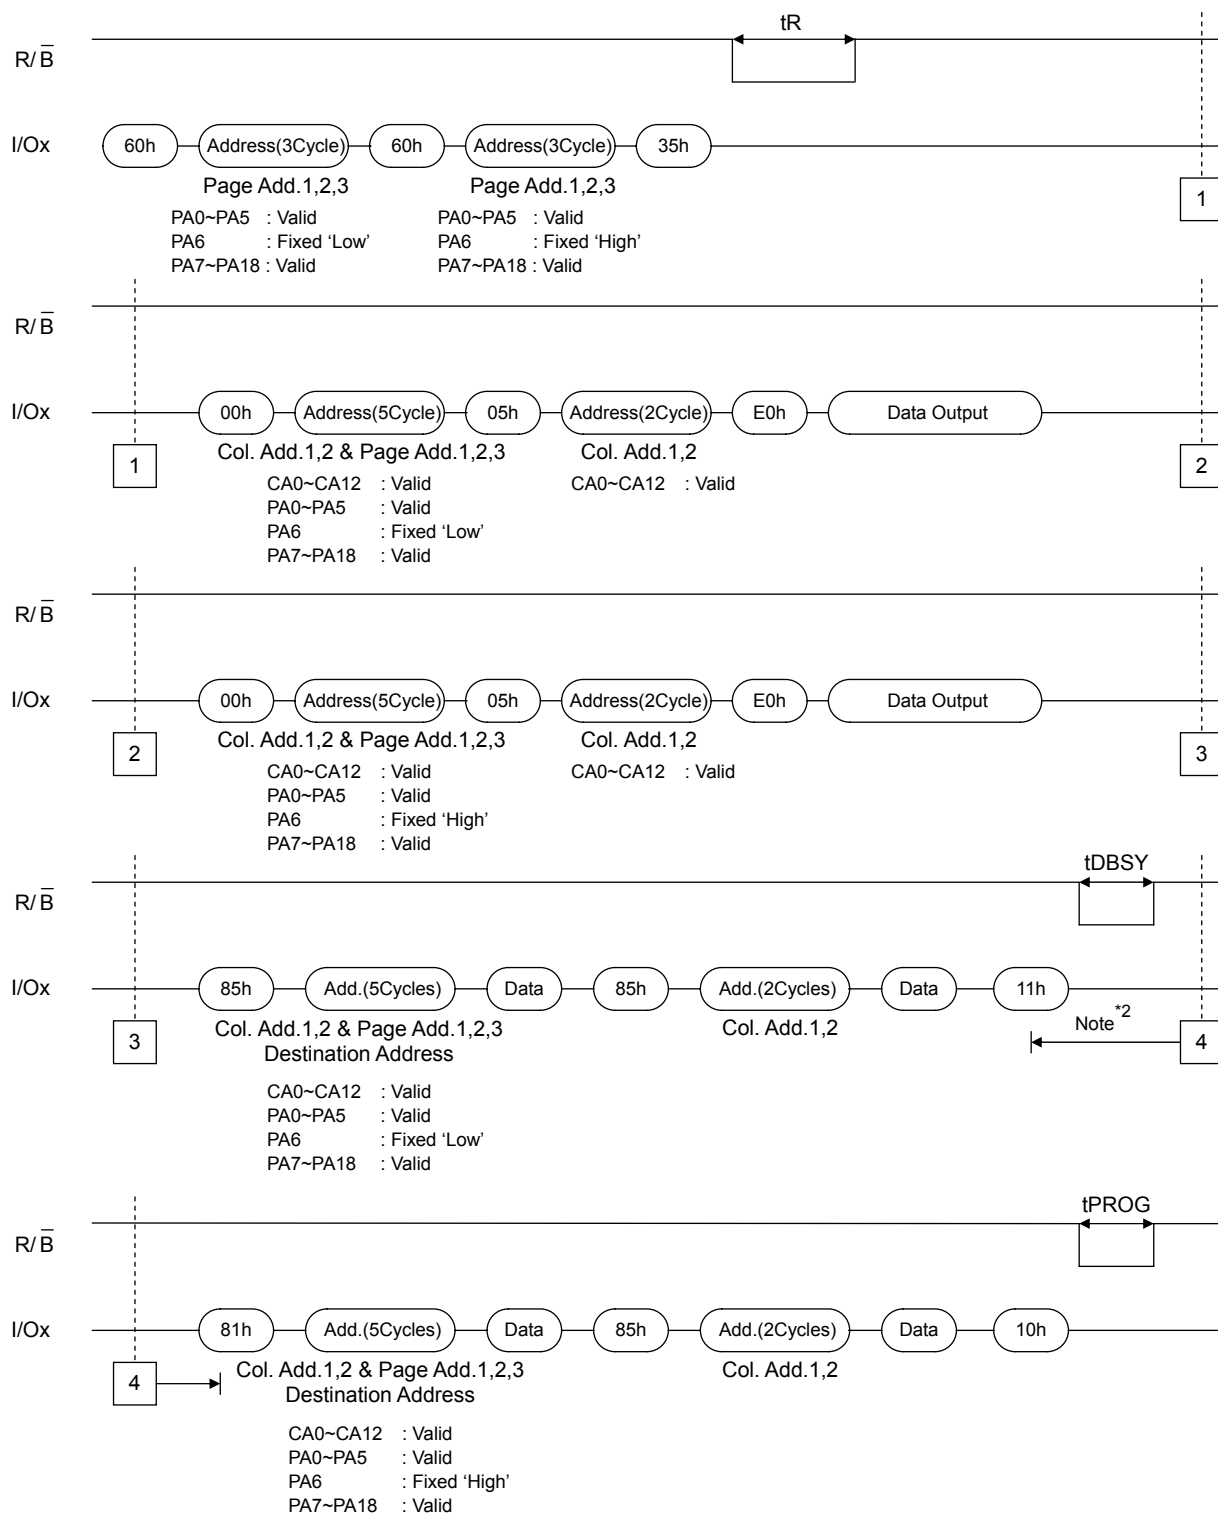 tR
R/B̅
I/Ox 60h Address(3Cycle) 60h Address(3Cycle) 35h
Page Add.1,2,3 Page Add.1,2,3 1
PA0~PA5 : Valid PA0~PA5 : Valid
PA6 : Fixed ‘Low’ PA6 : Fixed ‘High’
PA7~PA18 : Valid PA7~PA18 : Valid
R/B̅
I/Ox 00h Address(5Cycle) 05h Address(2Cycle) E0h Data Output
1 Col. Add.1,2 & Page Add.1,2,3 Col. Add.1,2 2
CA0~CA12 : Valid CA0~CA12 : Valid
PA0~PA5 : Valid
PA6 : Fixed ‘Low’
PA7~PA18 : Valid
R/B̅
I/Ox 00h Address(5Cycle) 05h Address(2Cycle) E0h Data Output
2 Col. Add.1,2 & Page Add.1,2,3 Col. Add.1,2 3
CA0~CA12 : Valid CA0~CA12 : Valid
PA0~PA5 : Valid
PA6 : Fixed ‘High’
PA7~PA18 : Valid
tDBSY
R/B̅
I/Ox 85h Add.(5Cycles) Data 85h Add.(2Cycles) Data 11h
3 Col. Add.1,2 & Page Add.1,2,3 Col. Add.1,2 Note*2 4
Destination Address
CA0~CA12 : Valid
PA0~PA5 : Valid
PA6 : Fixed ‘Low’
PA7~PA18 : Valid
tPROG
R/B̅
I/Ox 81h Add.(5Cycles) Data 85h Add.(2Cycles) Data 10h
4 Col. Add.1,2 & Page Add.1,2,3 Col. Add.1,2
Destination Address
CA0~CA12 : Valid
PA0~PA5 : Valid
PA6 : Fixed ‘High’
PA7~PA18 : Valid